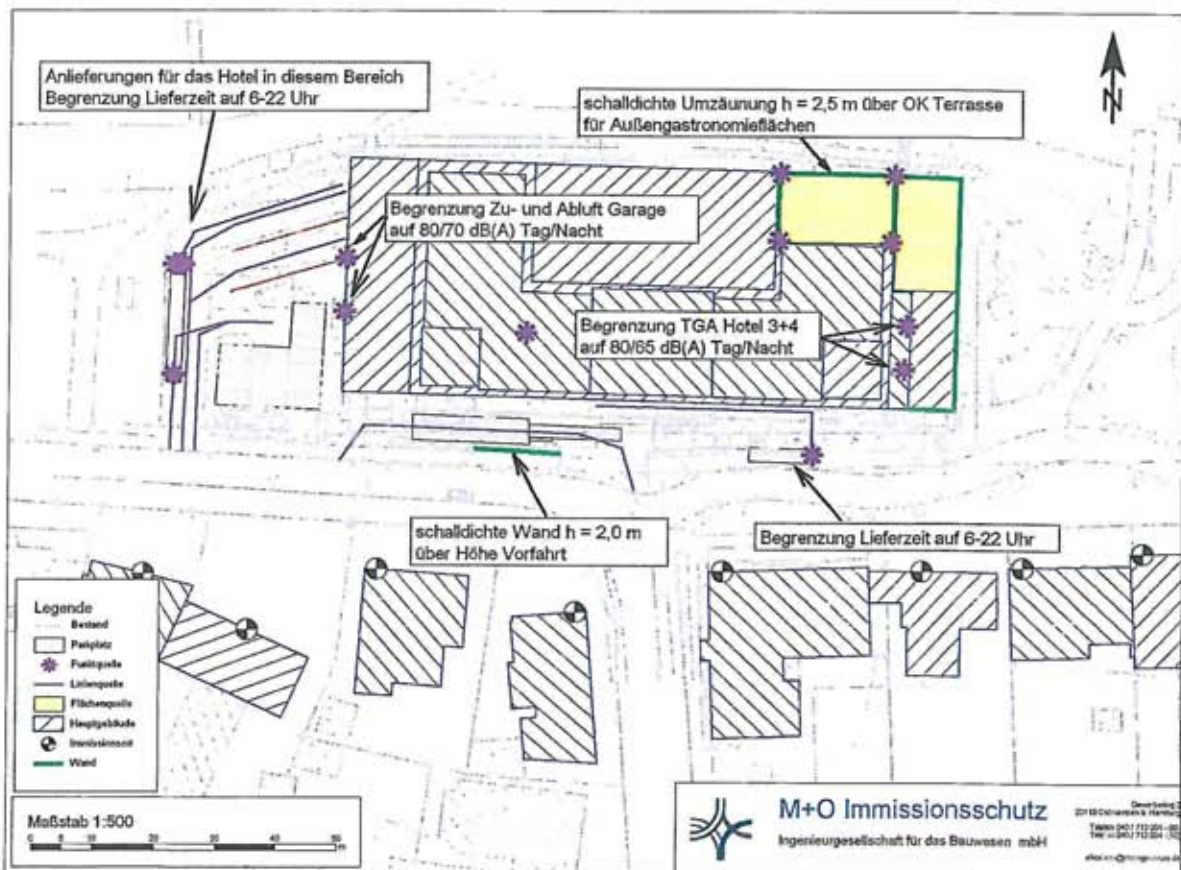 Anlieferungen für das Hotel in diesem Bereich
Begrenzung Lieferzeit auf 6-22 Uhr
schalldichte Umzäunung h = 2,5 m über OK Terrasse
für Außengastronomieflächen
N
Begrenzung Zu- und Abluft Garage
auf 80/70 dB(A) Tag/Nacht
Begrenzung TGA Hotel 3+4
auf 80/65 dB(A) Tag/Nacht
schalldichte Wand h = 2,0 m
über Höhe Vorfahrt
Begrenzung Lieferzeit auf 6-22 Uhr
Legende
Bestand
Parkplatz
Punktquelle
Linienquelle
Flächenquelle
Hauptgebäude
Immissionsort
Wand
Maßstab 1:500
0 5 10 20 30 40 50
m
M+O Immissionsschutz
Ingenieurgesellschaft für das Bauwesen mbH